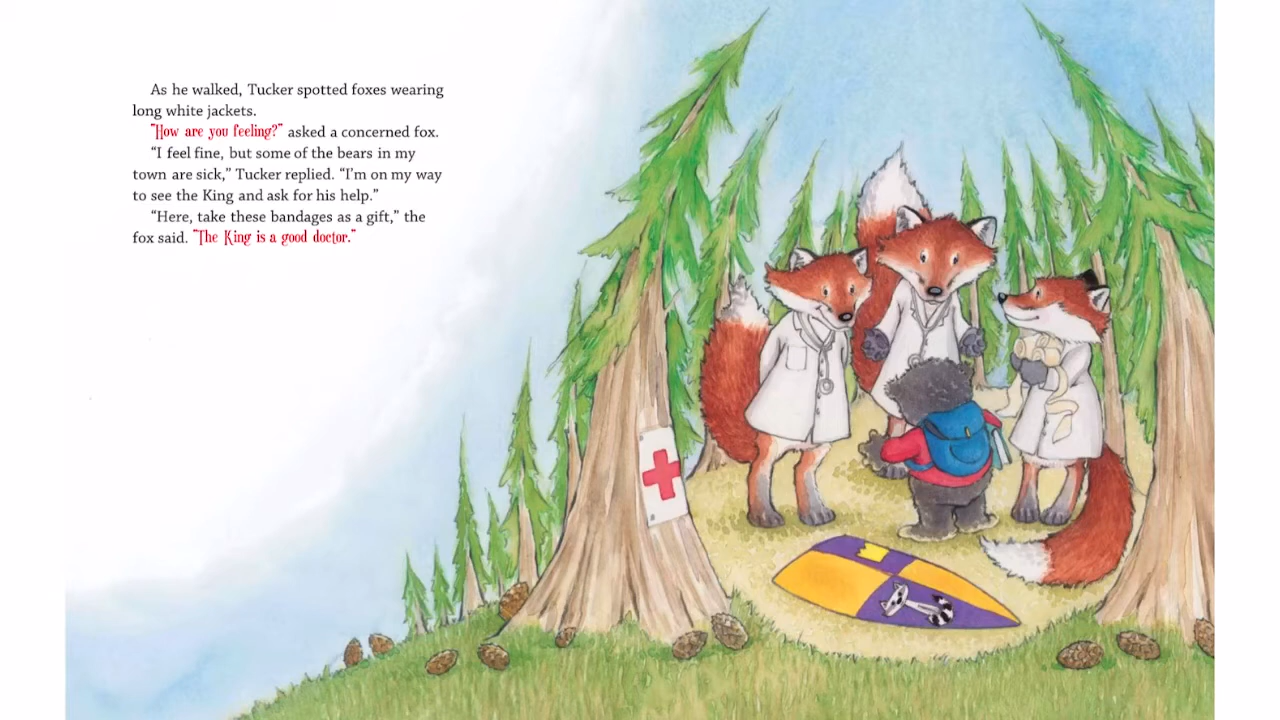 As he walked, Tucker spotted foxes wearing
long white jackets.
"How are you feeling?" asked a concerned fox.
“I feel fine, but some of the bears in my
town are sick,” Tucker replied. “I’m on my way
to see the King and ask for his help.”
“Here, take these bandages as a gift,” the
fox said. "The King is a good doctor."